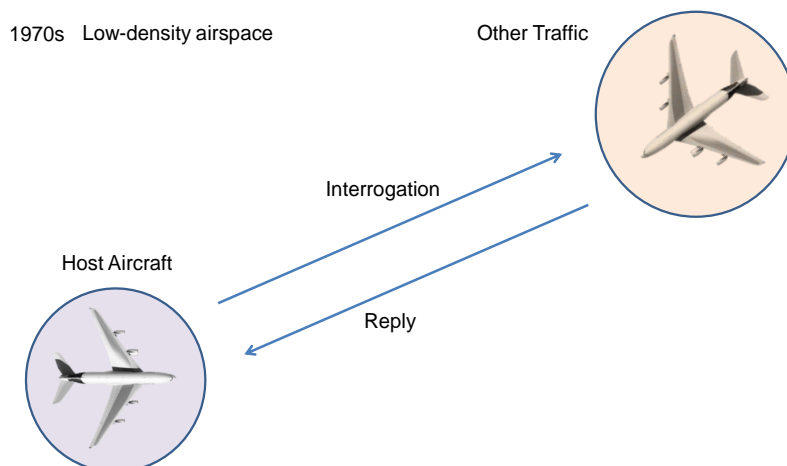 1970s Low-density airspace
Other Traffic
Interrogation
Host Aircraft
Reply